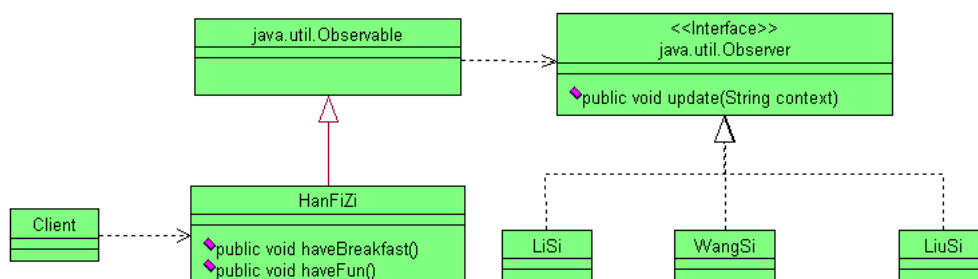 java.util.Observable
<<Interface>>
java.util.Observer
public void update(String context)
HanFiZi
public void haveBreakfast()
public void haveFun()
Client
LiSi
WangSi
LiuSi